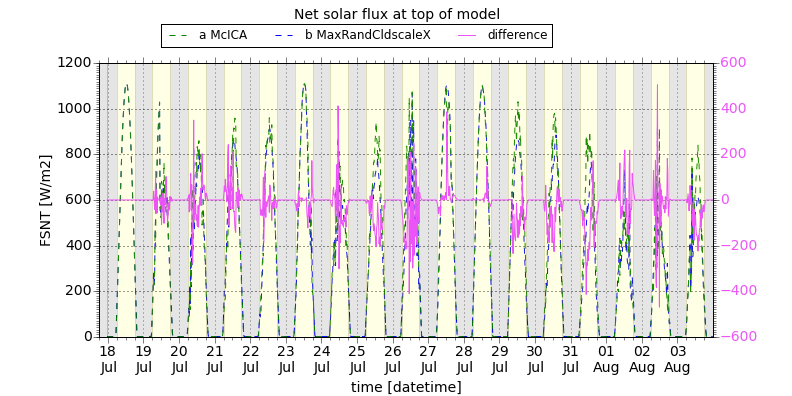 Net solar flux at top of model
a McICA b MaxRandCldscaleX difference
1200 600
1000 400
800 200
600 0
400 −200
200 −400
0 −600
FSNT [W/m2]
18 19 20 21 22 23 24 25 26 27 28 29 30 31 01 02 03
Jul Jul Jul Jul Jul Jul Jul Jul Jul Jul Jul Jul Jul Jul Aug Aug Aug
time [datetime]